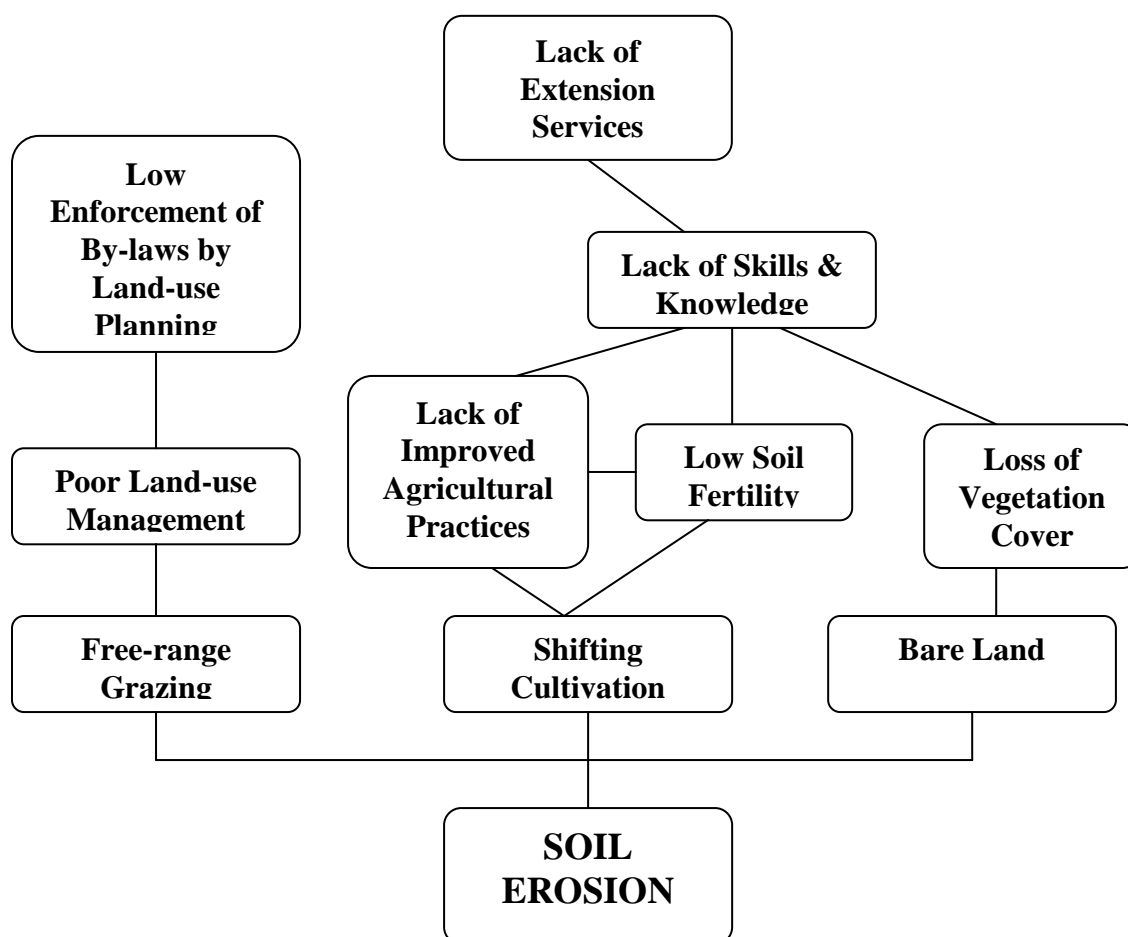 Lack of
Extension
Services
Low
Enforcement of
By-laws by
Land-use
Planning
Lack of Skills &
Knowledge
Lack of
Improved
Agricultural
Practices
Low Soil
Fertility
Loss of
Vegetation
Cover
Poor Land-use
Management
Free-range
Grazing
Shifting
Cultivation
Bare Land
SOIL
EROSION